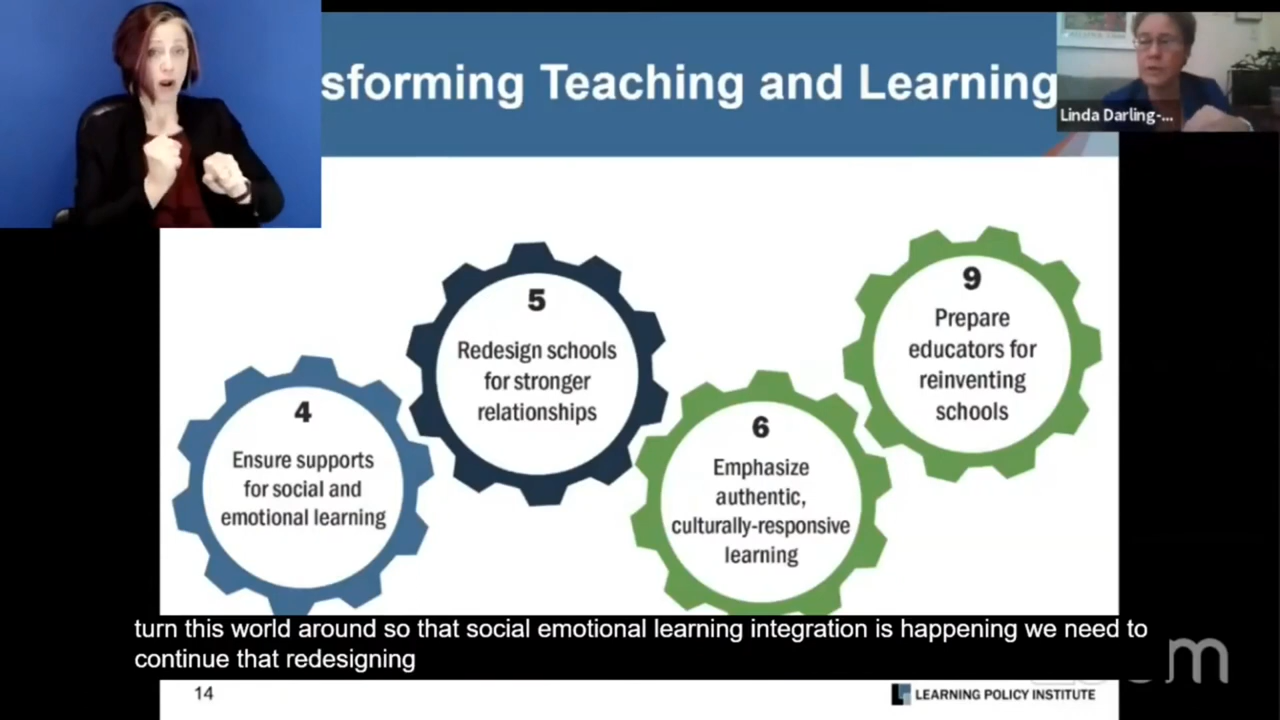 sforming Teaching and Learning
Linda Darling-...
4
Ensure supports
for social and
emotional learning
5
Redesign schools
for stronger
relationships
6
Emphasize
authentic,
culturally-responsive
learning
9
Prepare
educators for
reinventing
schools
turn this world around so that social emotional learning integration is happening we need to
continue that redesigning
14
LEARNING POLICY INSTITUTE